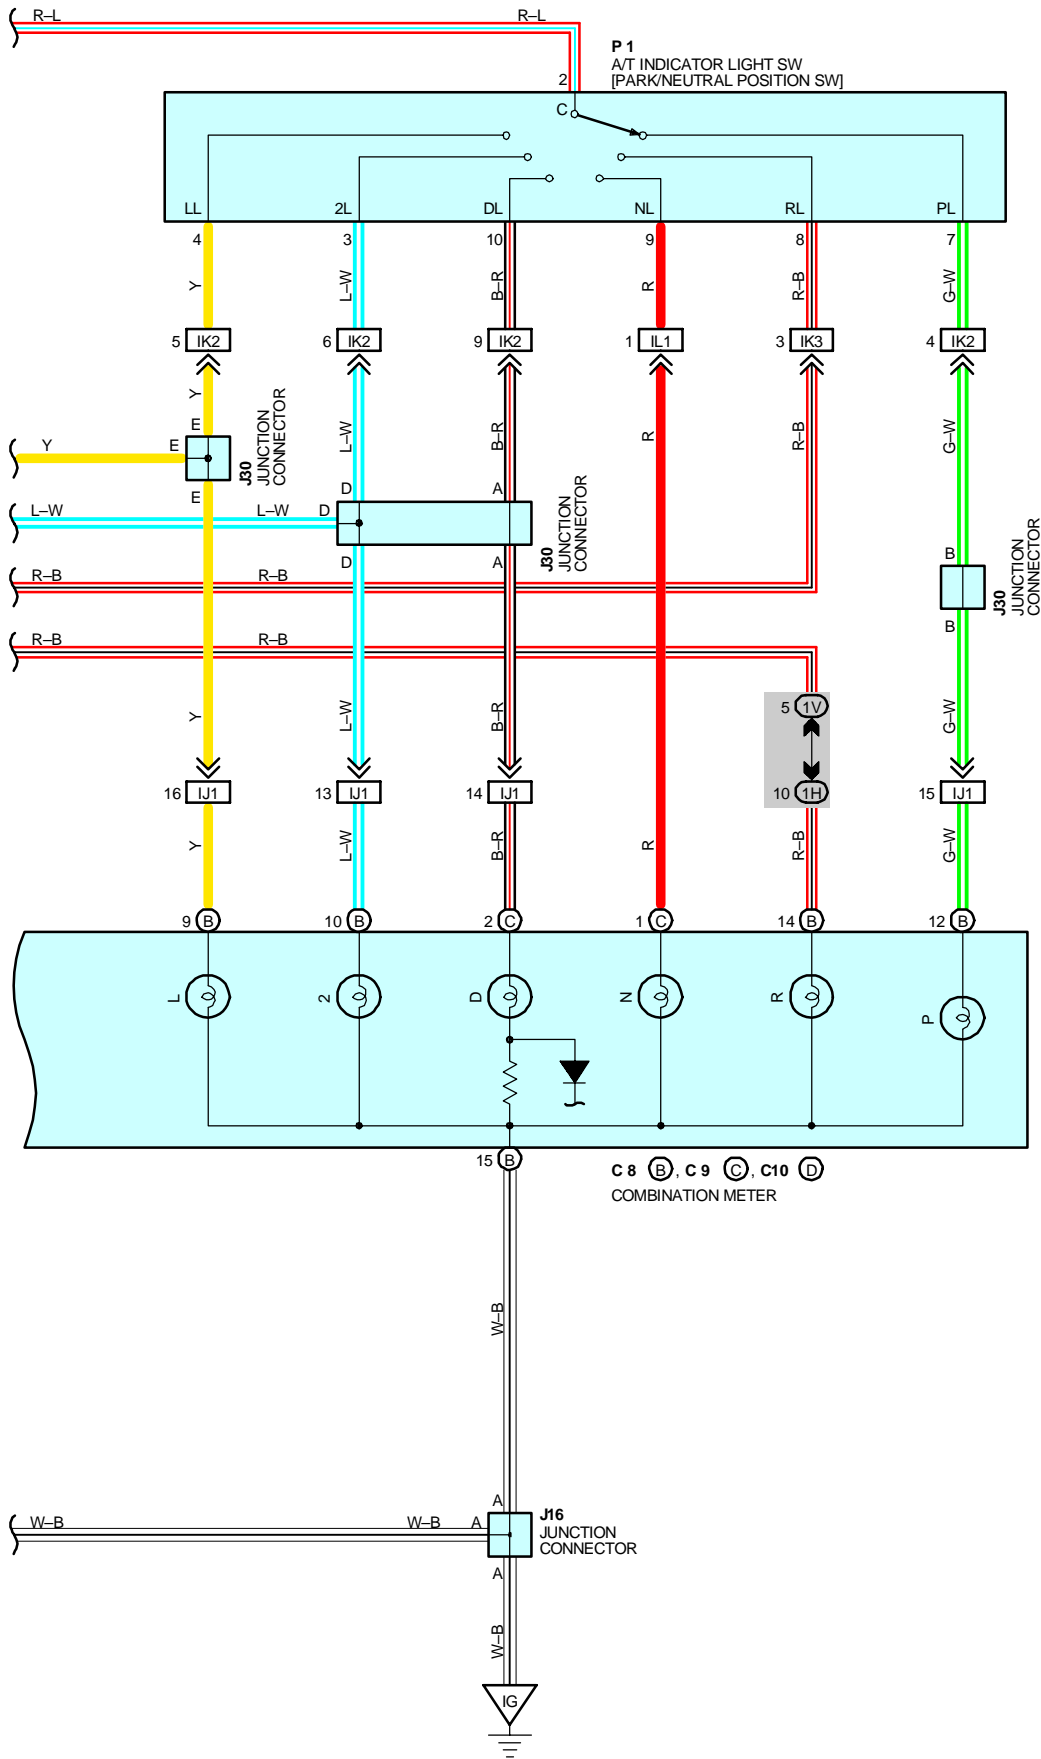 R–L R–L
P 1
A/T INDICATOR LIGHT SW
[PARK/NEUTRAL POSITION SW]
2
C
LL 2L DL NL RL PL
4 3 10 9 8 7
Y L–W B–R R R–B G–W
5 IK2 6 IK2 9 IK2 1 IL1 3 IK3 4 IK2
Y L–W B–R R R–B G–W
E
Y E
J30
JUNCTION
CONNECTOR
E D A
L–W L–W D
J30
JUNCTION
CONNECTOR
D A B
R–B R–B
J30
JUNCTION
CONNECTOR
B
R–B R–B
5 1V
Y L–W B–R G–W
16 IJ1 13 IJ1 14 IJ1 10 1H 15 IJ1
Y L–W B–R R R–B G–W
9 B 10 B 2 C 1 C 14 B 12 B
L 2 D N R P
15 B
C 8 B , C 9 C , C10 D
COMBINATION METER
W–B
A
W–B W–B A
J16
JUNCTION
CONNECTOR
A
W–B
IG